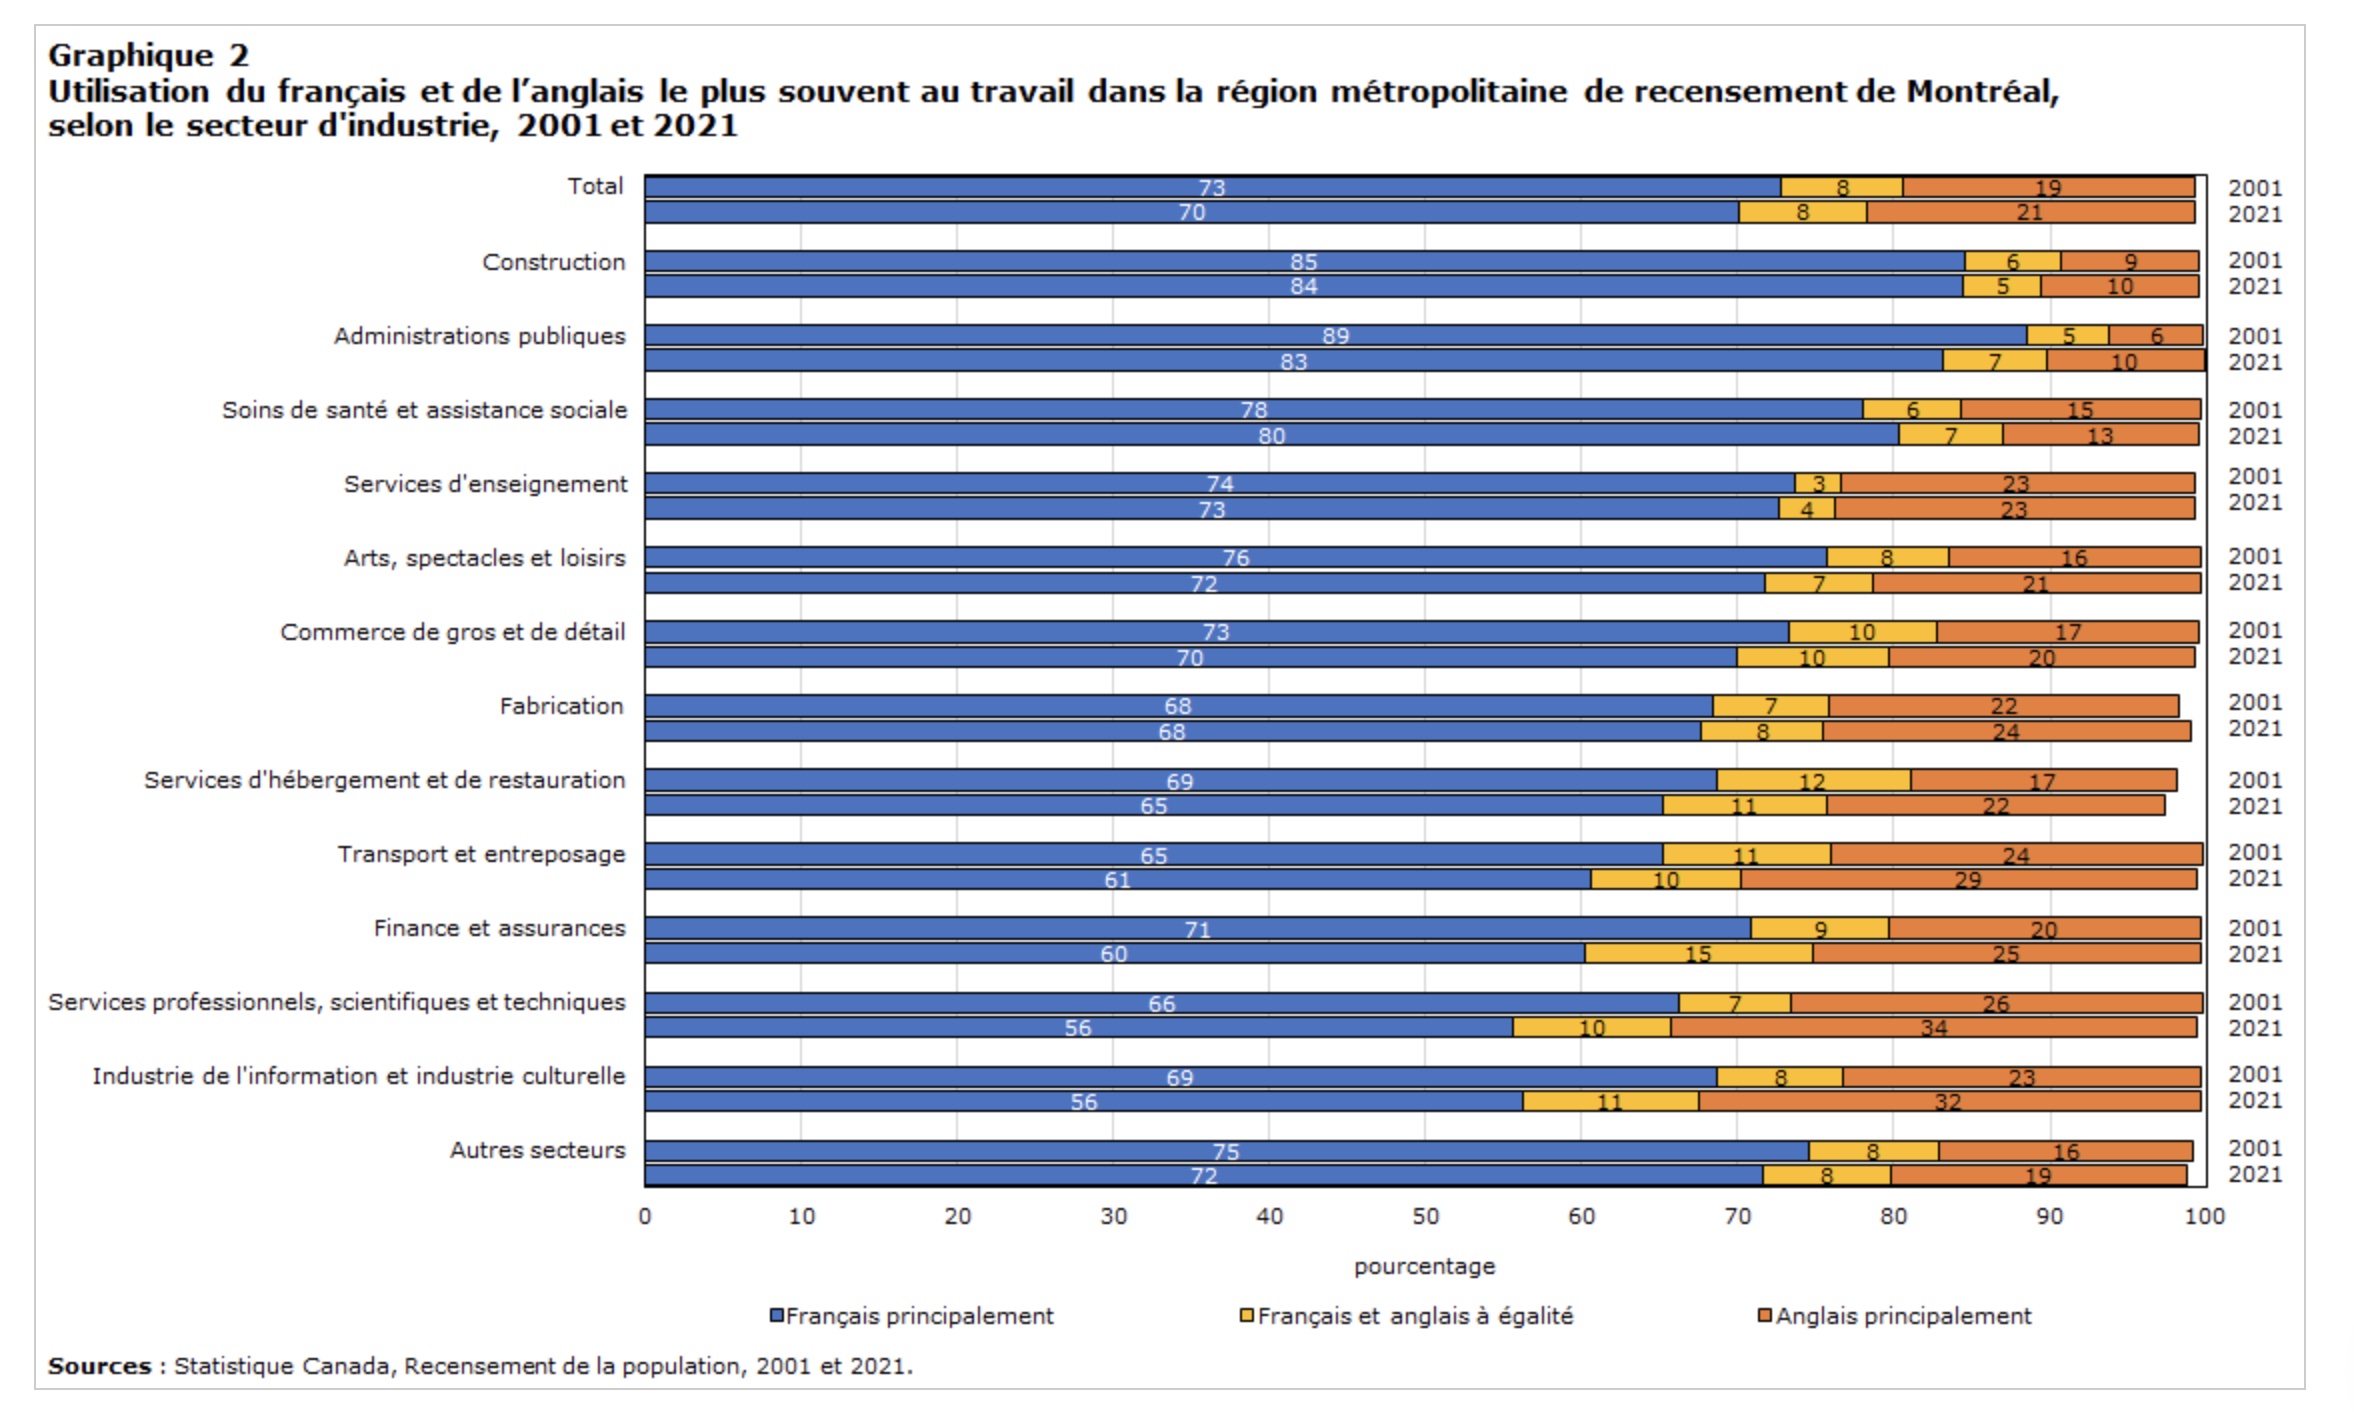 Graphique 2
Utilisation du français et de l’anglais le plus souvent au travail dans la région métropolitaine de recensement de Montréal,
selon le secteur d'industrie, 2001 et 2021
Total 73 8 19 2001
70 8 21 2021
Construction 85 6 9 2001
84 5 10 2021
Administrations publiques 89 5 6 2001
83 7 10 2021
Soins de santé et assistance sociale 78 6 15 2001
80 7 13 2021
Services d'enseignement 74 3 23 2001
73 4 23 2021
Arts, spectacles et loisirs 76 8 16 2001
72 7 21 2021
Commerce de gros et de détail 73 10 17 2001
70 10 20 2021
Fabrication 68 7 22 2001
68 8 24 2021
Services d'hébergement et de restauration 69 12 17 2001
65 11 22 2021
Transport et entreposage 65 11 24 2001
61 10 29 2021
Finance et assurances 71 9 20 2001
60 15 25 2021
Services professionnels, scientifiques et techniques 66 7 26 2001
56 10 34 2021
Industrie de l'information et industrie culturelle 69 8 23 2001
56 11 32 2021
Autres secteurs 75 8 16 2001
72 8 19 2021
0 10 20 30 40 50 60 70 80 90 100
pourcentage
Français principalement Français et anglais à égalité Anglais principalement
Sources : Statistique Canada, Recensement de la population, 2001 et 2021.